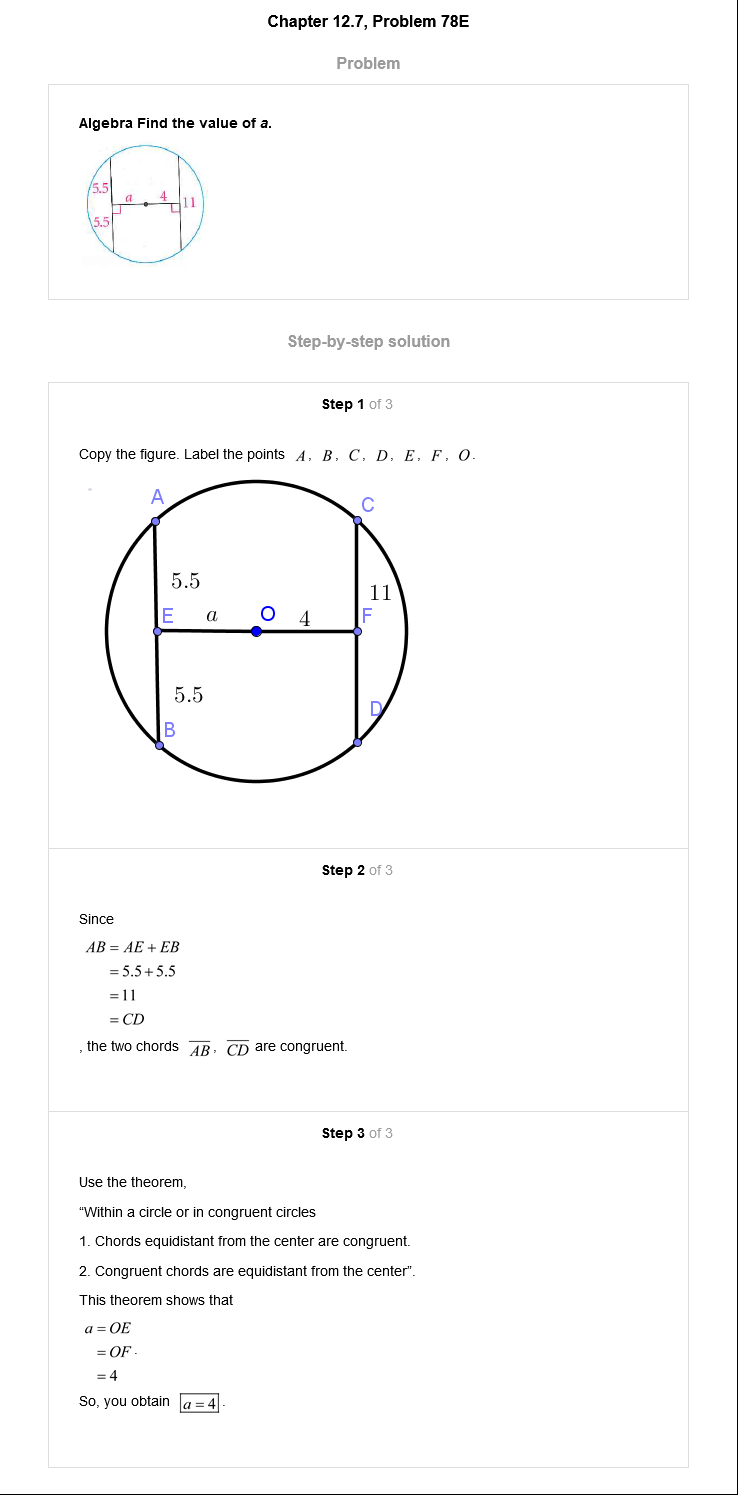 Chapter 12.7, Problem 78E
Problem
Algebra Find the value of a.
5.5
a
4
11
5.5
Step-by-step solution
Step 1 of 3
Copy the figure. Label the points A, B, C, D, E, F, O.
A
C
5.5
11
E
a
O
4
F
5.5
D
B
Step 2 of 3
Since
AB = AE + EB
= 5.5 + 5.5
= 11
= CD
, the two chords \overline{AB}, \overline{CD} are congruent.
Step 3 of 3
Use the theorem,
“Within a circle or in congruent circles
1. Chords equidistant from the center are congruent.
2. Congruent chords are equidistant from the center”.
This theorem shows that
a = OE
= OF .
= 4
So, you obtain a = 4 .